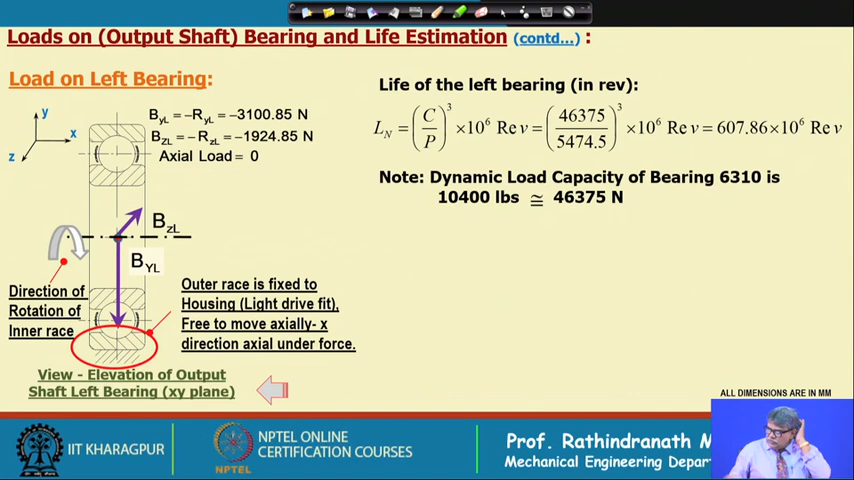 Loads on (Output Shaft) Bearing and Life Estimation (contd...) :
Load on Left Bearing:
y
x
z
B_yL = −R_yL = −3100.85 N
B_ZL = −R_zL = −1924.85 N
Axial Load = 0
B_zL
B_YL
Direction of
Rotation of
Inner race
Outer race is fixed to
Housing (Light drive fit),
Free to move axially- x
direction axial under force.
View - Elevation of Output
Shaft Left Bearing (xy plane)
Life of the left bearing (in rev):
L_N = (C/P)^3 ×10^6 Re v = (46375/5474.5)^3 ×10^6 Re v = 607.86×10^6 Re v
Note: Dynamic Load Capacity of Bearing 6310 is
10400 lbs ≅ 46375 N
ALL DIMENSIONS ARE IN MM
IIT KHARAGPUR
NPTEL
NPTEL ONLINE
CERTIFICATION COURSES
Prof. Rathindranath M
Mechanical Engineering Depar